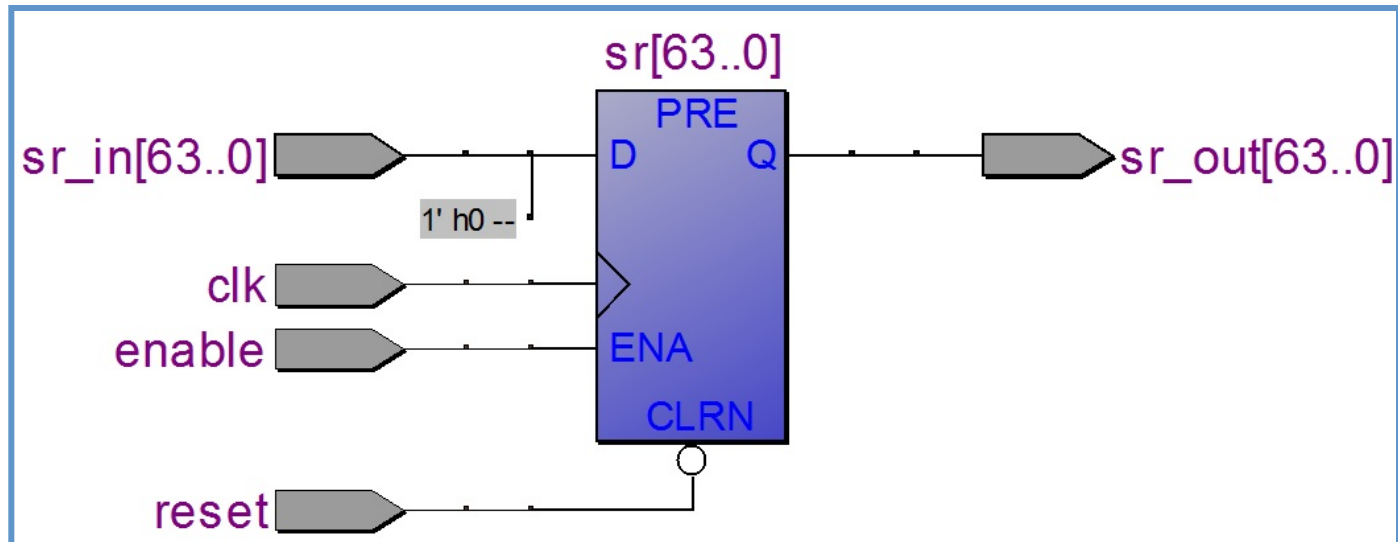 sr[63..0]
PRE
sr_in[63..0]
D
Q
sr_out[63..0]
1' h0 --
clk
enable
ENA
CLRN
reset